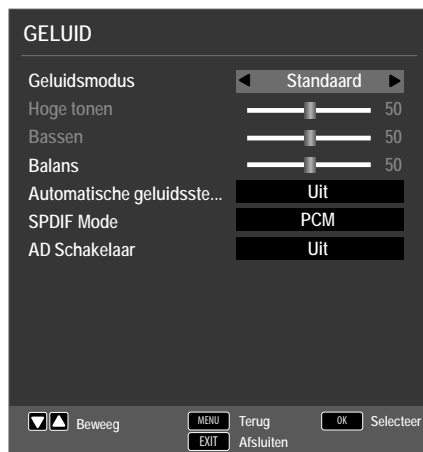 GELUID
Geluidsmodus Standaard
Hoge tonen 50
Bassen 50
Balans 50
Automatische geluidsste... Uit
SPDIF Mode PCM
AD Schakelaar Uit
Beweeg MENU Terug OK Selecteer
EXIT Afsluiten